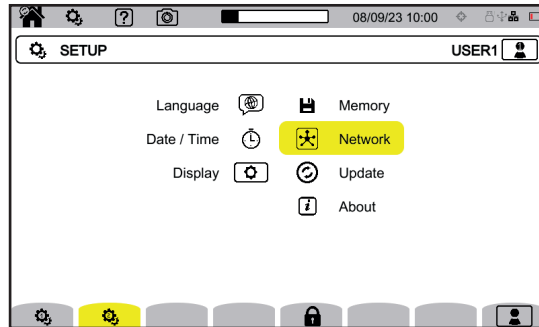 08/09/23 10:00
SETUP
USER1
Language
Memory
Date / Time
Network
Display
Update
About